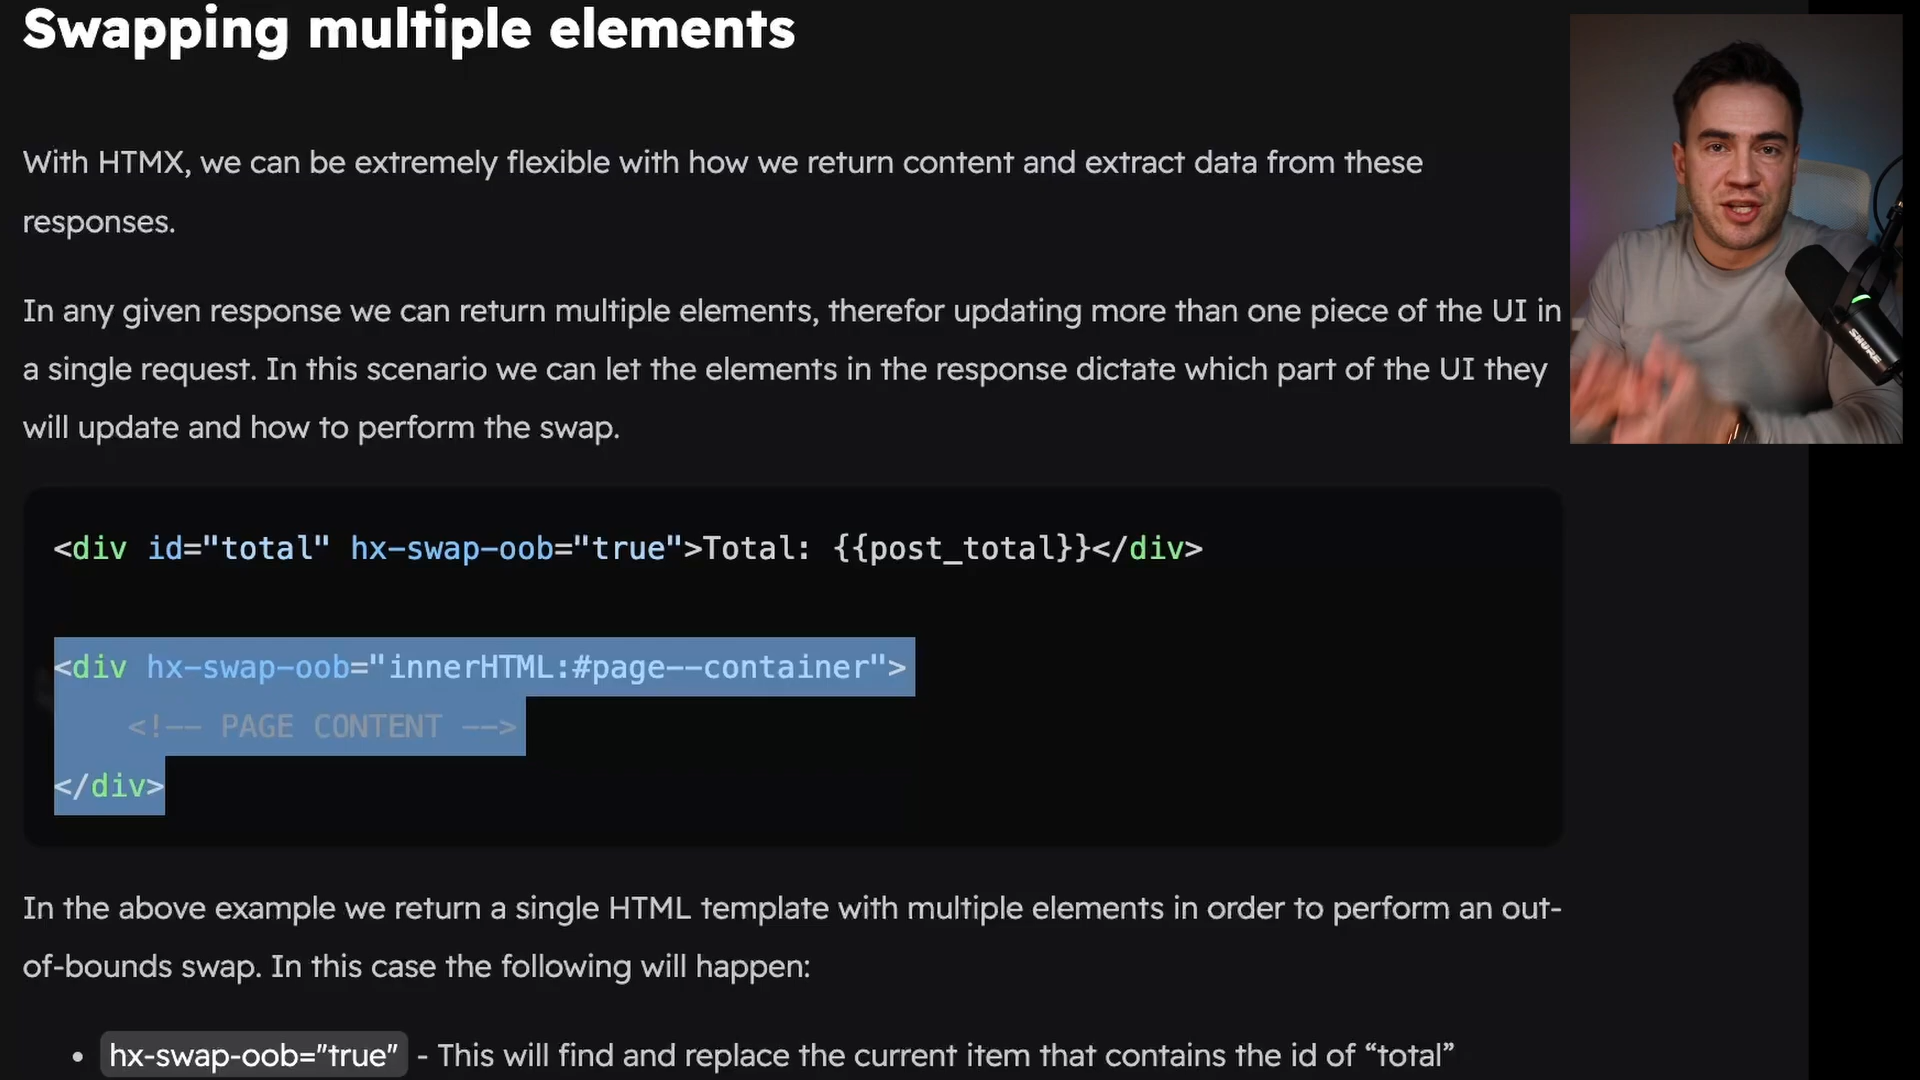 Swapping multiple elements
With HTMX, we can be extremely flexible with how we return content and extract data from these
responses.
In any given response we can return multiple elements, therefor updating more than one piece of the UI in
a single request. In this scenario we can let the elements in the response dictate which part of the UI they
will update and how to perform the swap.
<div id="total" hx-swap-oob="true">Total: {{post_total}}</div>
<div hx-swap-oob="innerHTML:#page--container">
<!-- PAGE CONTENT -->
</div>
In the above example we return a single HTML template with multiple elements in order to perform an out-
of-bounds swap. In this case the following will happen:
• hx-swap-oob="true" - This will find and replace the current item that contains the id of “total”
SHURE